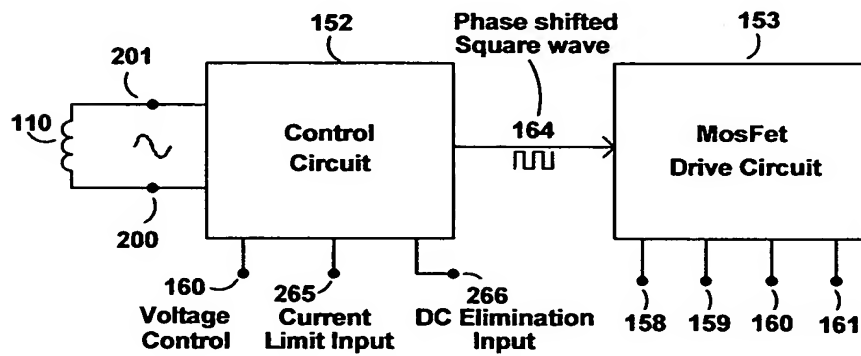 152
Phase shifted
Square wave
153
201
110
Control
Circuit
164
MosFet
Drive Circuit
200
160
Voltage
Control
265
Current
Limit Input
266
DC Elimination
Input
158
159
160
161